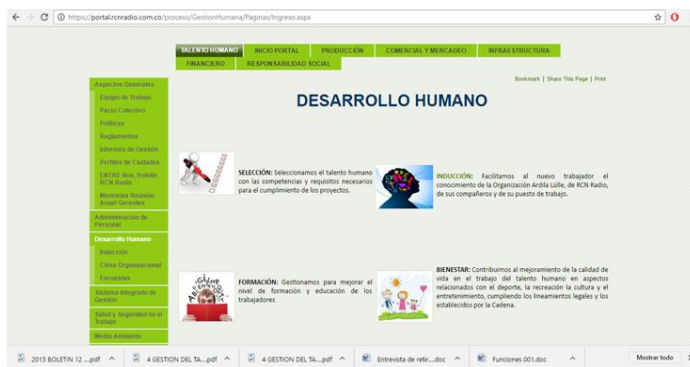 https://portal.rcnradio.com.co/proceso/GestionHumana/Paginas/Ingreso.aspx
TALENTO HUMANO INICIO PORTAL PRODUCCIÓN COMERCIAL Y MERCADEO INFRAESTRUCTURA
FINANCIERO RESPONSABILIDAD SOCIAL
Bookmark | Share This Page | Print
Aspectos Generales
Equipo de Trabajo
Pacto Colectivo
Políticas
Reglamentos
Informes de Gestión
Perfiles de Ciudades
ENTRE Nos, Boletín
RCN Radio
Memorias Reunión
Anual Gerentes
Administración de
Personal
Desarrollo Humano
Inducción
Clima Organizacional
Encuestas
Sistema Integrado de
Gestión
Salud y Seguridad en el
Trabajo
Medio Ambiente
DESARROLLO HUMANO
SELECCIÓN: Seleccionamos el talento humano
con las competencias y requisitos necesarios
para el cumplimiento de los proyectos.
INDUCCIÓN: Facilitamos al nuevo trabajador el
conocimiento de la Organización Ardila Lülle, de RCN Radio,
de sus compañeros y de su puesto de trabajo.
FORMACIÓN: Gestionamos para mejorar el
nivel de formación y educación de los
trabajadores
BIENESTAR: Contribuimos al mejoramiento de la calidad de
vida en el trabajo del talento humano en aspectos
relacionados con el deporte, la recreación la cultura y el
entretenimiento, cumpliendo los lineamientos legales y los
establecidos por la Cadena.
2015 BOLETIN 12 ...pdf
4 GESTION DEL TA....pdf
4 GESTION DEL TA....pdf
Entrevista de retir....doc
Funciones 001.doc
Mostrar todo